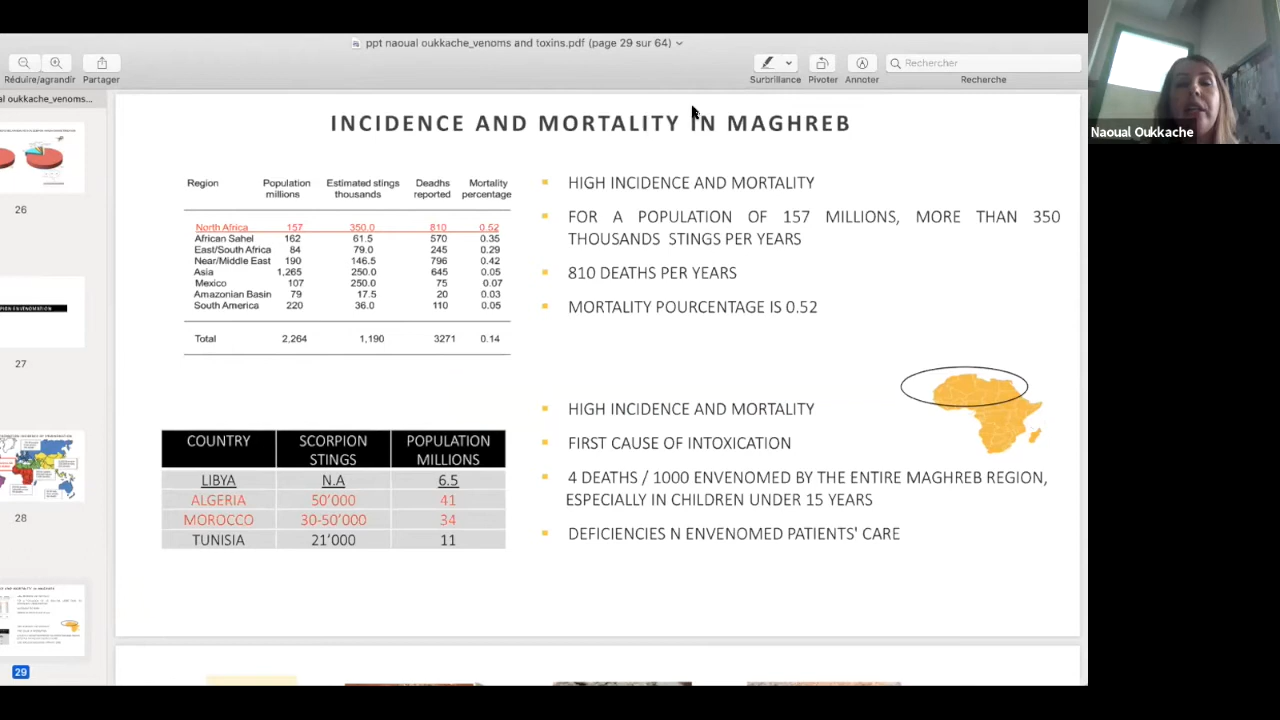 ppt naoual oukkache_venoms and toxins.pdf (page 29 sur 64)
Réduire/agrandir
Partager
Surbrillance
Pivoter
Annoter
Rechercher
Recherche
Naoual Oukkache
al oukkache_venoms...
26
27
28
29
INCIDENCE AND MORTALITY IN MAGHREB
Region Population millions Estimated stings thousands Deaths reported Mortality percentage
North Africa 157 350.0 810 0.52
African Sahel 162 61.5 570 0.35
East/South Africa 84 79.0 245 0.29
Near/Middle East 190 146.5 796 0.42
Asia 1,265 250.0 645 0.05
Mexico 107 250.0 75 0.07
Amazonian Basin 79 17.5 20 0.03
South America 220 36.0 110 0.05
Total 2,264 1,190 3271 0.14
HIGH INCIDENCE AND MORTALITY
FOR A POPULATION OF 157 MILLIONS, MORE THAN 350
THOUSANDS STINGS PER YEARS
810 DEATHS PER YEARS
MORTALITY POURCENTAGE IS 0.52
COUNTRY SCORPION STINGS POPULATION MILLIONS
LIBYA N.A 6.5
ALGERIA 50'000 41
MOROCCO 30-50'000 34
TUNISIA 21'000 11
HIGH INCIDENCE AND MORTALITY
FIRST CAUSE OF INTOXICATION
4 DEATHS / 1000 ENVENOMED BY THE ENTIRE MAGHREB REGION,
ESPECIALLY IN CHILDREN UNDER 15 YEARS
DEFICIENCIES N ENVENOMED PATIENTS' CARE